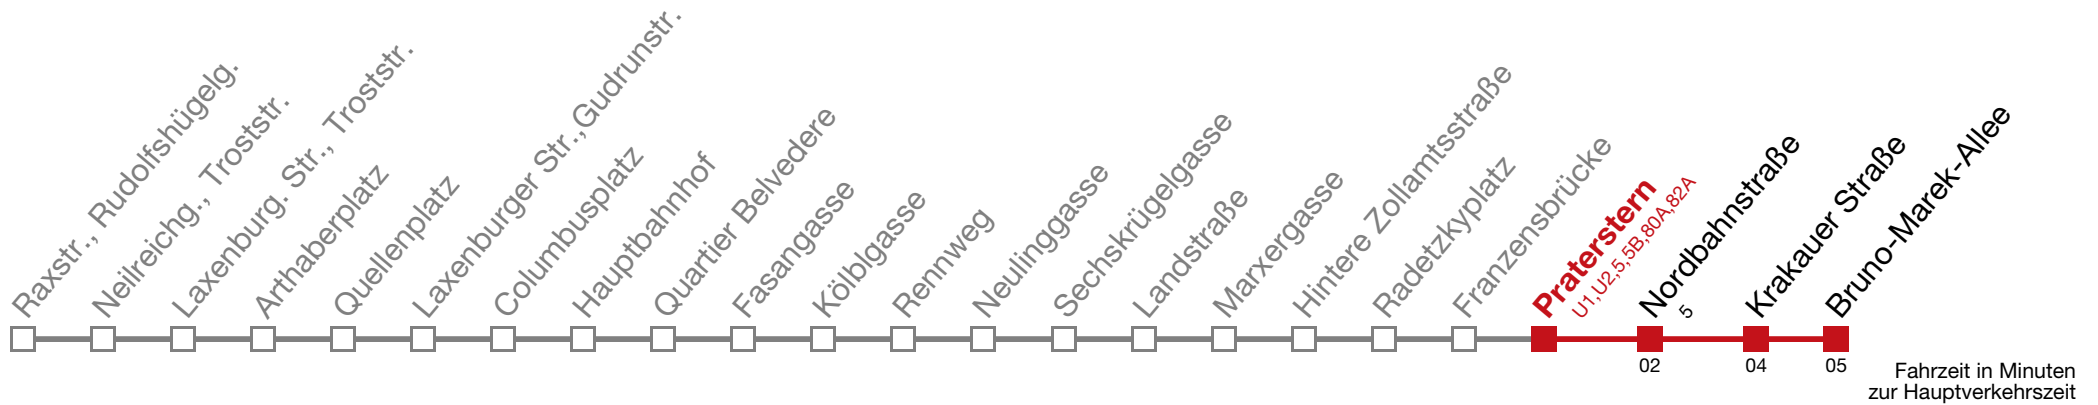 Raxstr., Rudolfshügelg.
Neilreichg., Troststr.
Laxenburg. Str., Troststr.
Arthaberplatz
Quellenplatz
Laxenburger Str.,Gudrunstr.
Columbusplatz
Hauptbahnhof
Quartier Belvedere
Fasangasse
Kölblgasse
Rennweg
Neulinggasse
Sechskrügelgasse
Landstraße
Marxergasse
Hintere Zollamtsstraße
Radetzkyplatz
Franzensbrücke
Praterstern
U1,U2,5,5B,80A,82A
Nordbahnstraße
5
Krakauer Straße
Bruno-Marek-Allee
02
04
05
Fahrzeit in Minuten
zur Hauptverkehrszeit